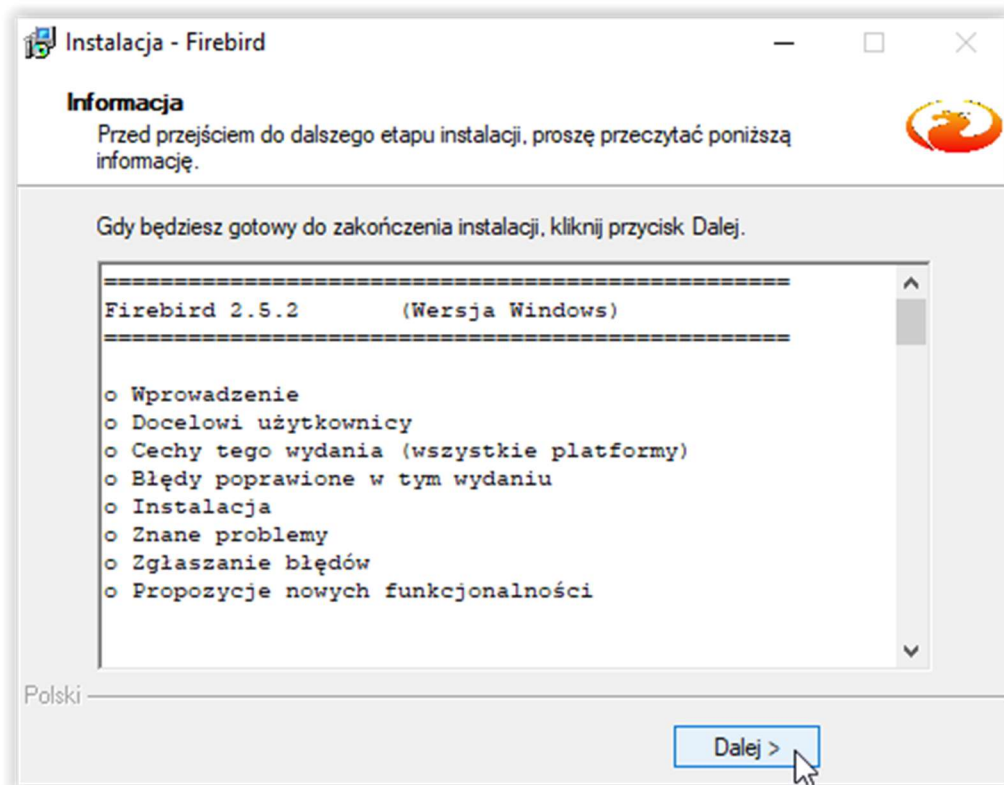 Instalacja - Firebird
Informacja
Przed przejściem do dalszego etapu instalacji, proszę przeczytać poniższą
informację.
Gdy będziesz gotowy do zakończenia instalacji, kliknij przycisk Dalej.
=================================================
Firebird 2.5.2 (Wersja Windows)
=================================================
o Wprowadzenie
o Docelowi użytkownicy
o Cechy tego wydania (wszystkie platformy)
o Błędy poprawione w tym wydaniu
o Instalacja
o Znane problemy
o Zgłaszanie błędów
o Propozycje nowych funkcjonalności
Polski
Dalej >